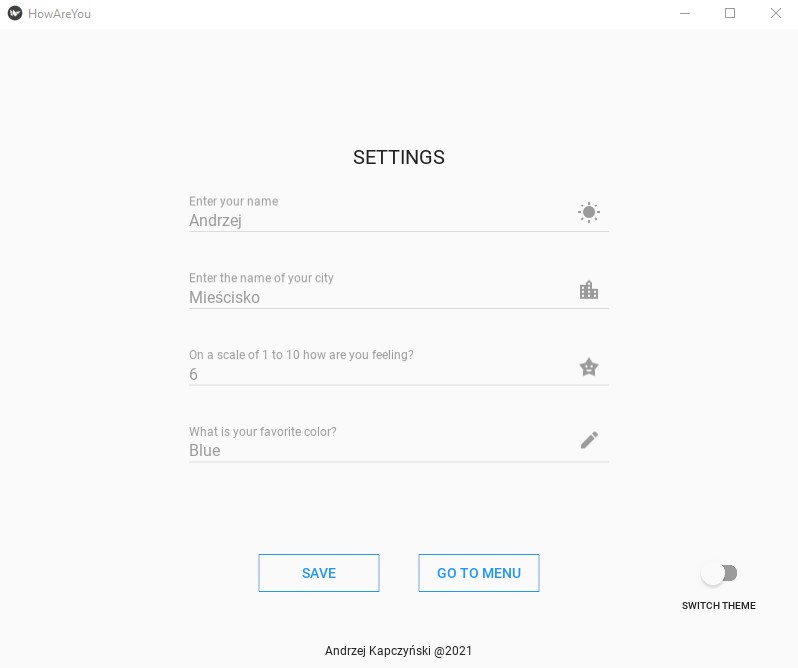 HowAreYou
SETTINGS
Enter your name
Andrzej
Enter the name of your city
Mieścisko
On a scale of 1 to 10 how are you feeling?
6
What is your favorite color?
Blue
SAVE
GO TO MENU
SWITCH THEME
Andrzej Kapczyński @2021